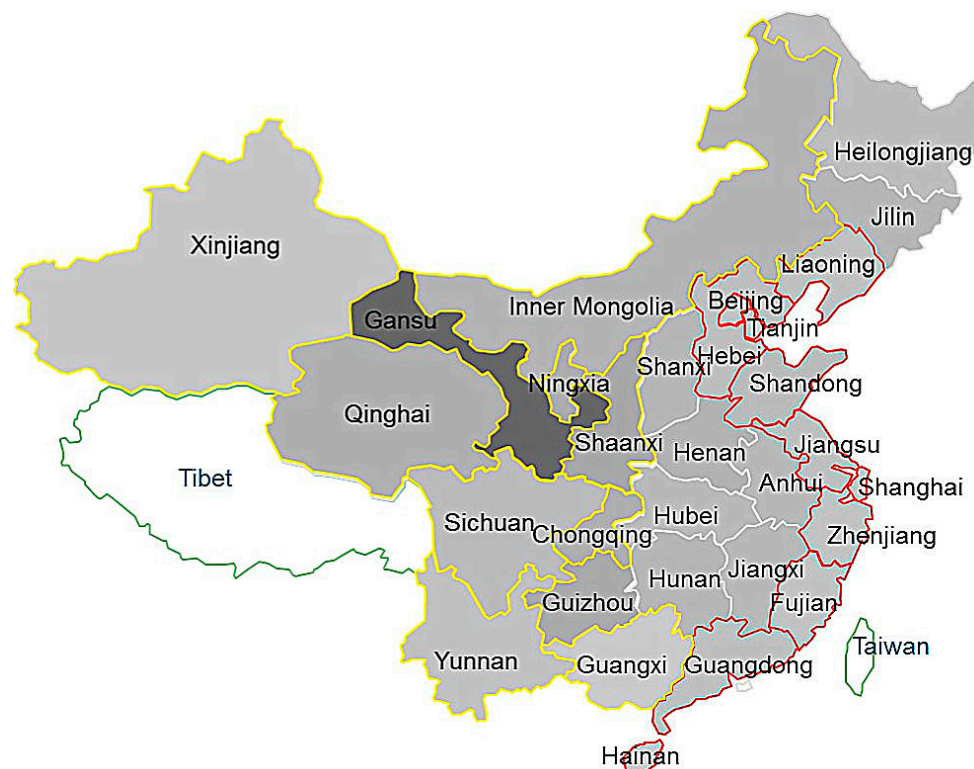 Heilongjiang
Jilin
Xinjiang
Liaoning
Beijing
Inner Mongolia
Gansu
Tianjin
Hebei
Shanxi
Ningxia
Shandong
Qinghai
Shaanxi
Jiangsu
Henan
Tibet
Anhui
Shanghai
Hubei
Sichuan
Chongqing
Zhenjiang
Jiangxi
Hunan
Guizhou
Fujian
Taiwan
Yunnan
Guangxi
Guangdong
Hainan